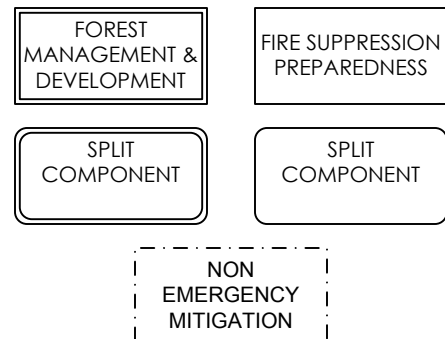 FOREST
MANAGEMENT &
DEVELOPMENT
FIRE SUPPRESSION
PREPAREDNESS
SPLIT
COMPONENT
SPLIT
COMPONENT
NON
EMERGENCY
MITIGATION